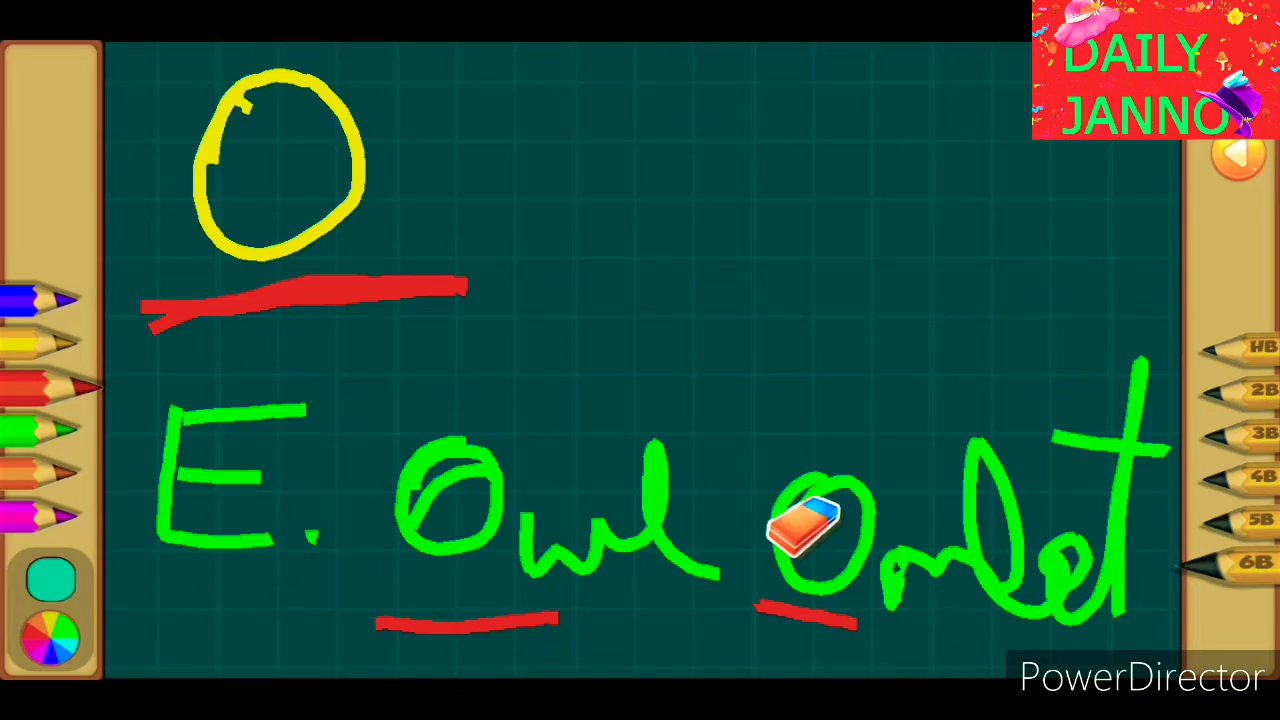 DAILY
JANNO
O
E. Owl Omlet
HB
2B
3B
4B
5B
6B
PowerDirector